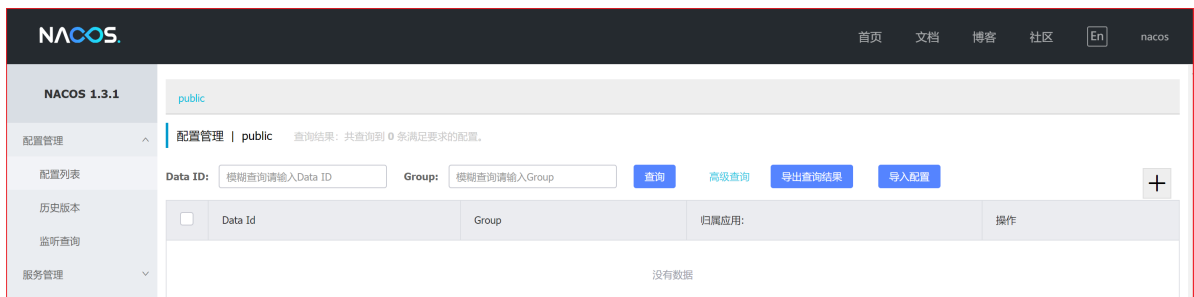 NACOS. 首页 文档 博客 社区 En nacos
NACOS 1.3.1
public
配置管理
配置管理 | public 查询结果：共查询到 0 条满足要求的配置。
配置列表
Data ID: 模糊查询请输入Data ID Group: 模糊查询请输入Group 查询 高级查询 导出查询结果 导入配置 +
历史版本
Data Id Group 归属应用: 操作
监听查询
服务管理
没有数据